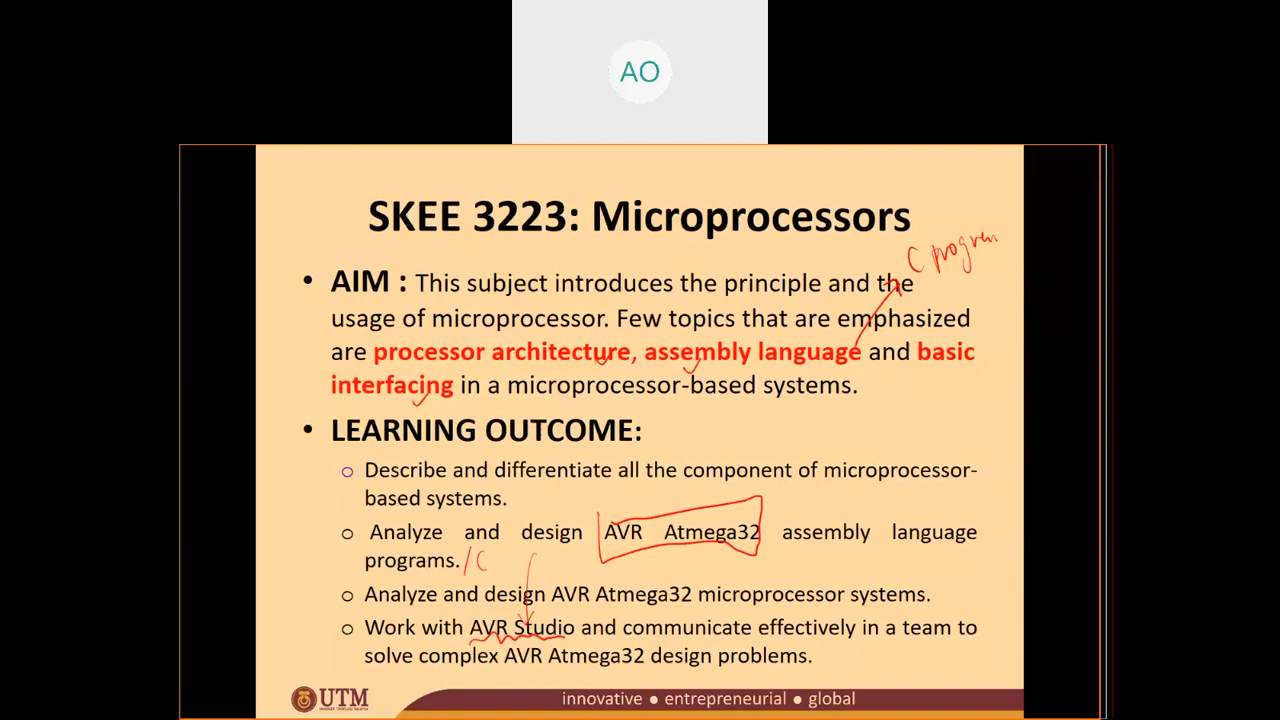 AO
SKEE 3223: Microprocessors
C program
• AIM : This subject introduces the principle and the
usage of microprocessor. Few topics that are emphasized
are processor architecture, assembly language and basic
interfacing in a microprocessor-based systems.
• LEARNING OUTCOME:
o Describe and differentiate all the component of microprocessor-
based systems.
o Analyze and design AVR Atmega32 assembly language
programs. /C
o Analyze and design AVR Atmega32 microprocessor systems.
o Work with AVR Studio and communicate effectively in a team to
solve complex AVR Atmega32 design problems.
UTM
innovative ● entrepreneurial ● global